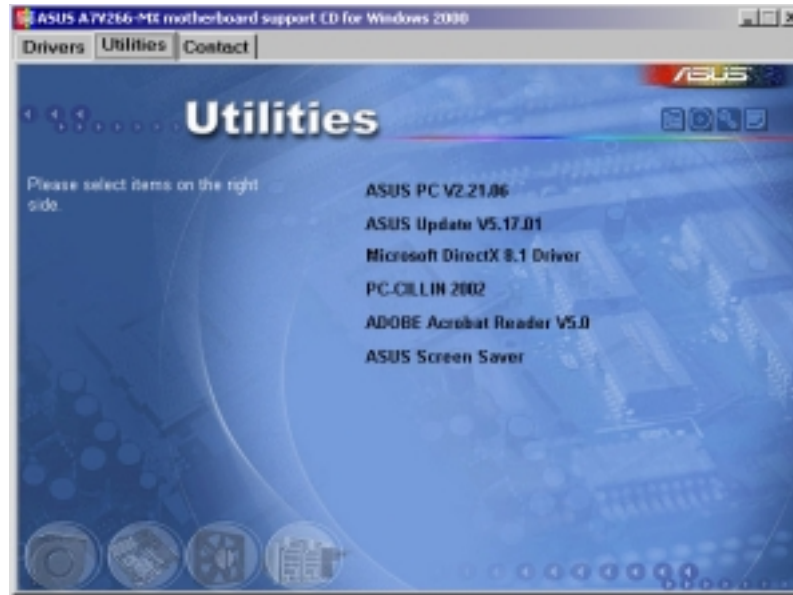 ASUS A7V266-MX motherboard support CD for Windows 2000
Drivers Utilities Contact
ASUS
Utilities
Please select items on the right
side.
ASUS PC V2.21.06
ASUS Update V5.17.01
Microsoft DirectX 8.1 Driver
PC-CILLIN 2002
ADOBE Acrobat Reader V5.0
ASUS Screen Saver